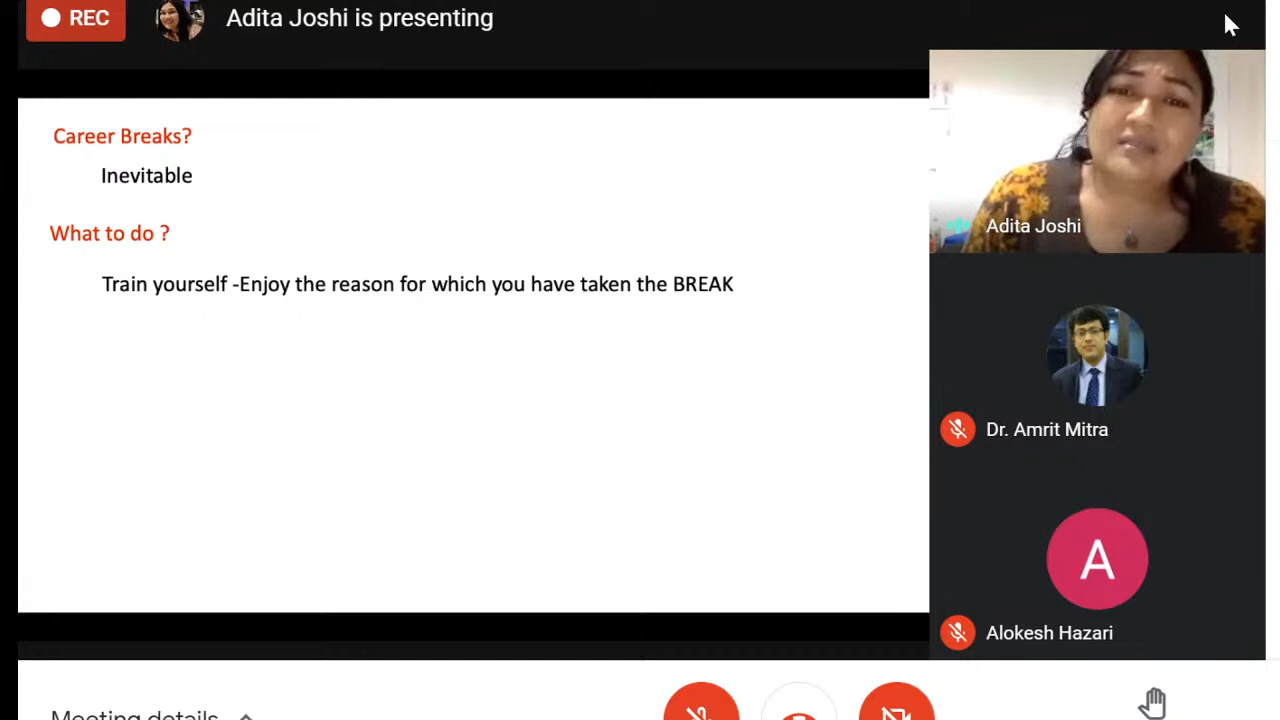 REC
Adita Joshi is presenting
Career Breaks?
Inevitable
What to do ?
Train yourself -Enjoy the reason for which you have taken the BREAK
Adita Joshi
Dr. Amrit Mitra
A
Alokesh Hazari
Meeting details